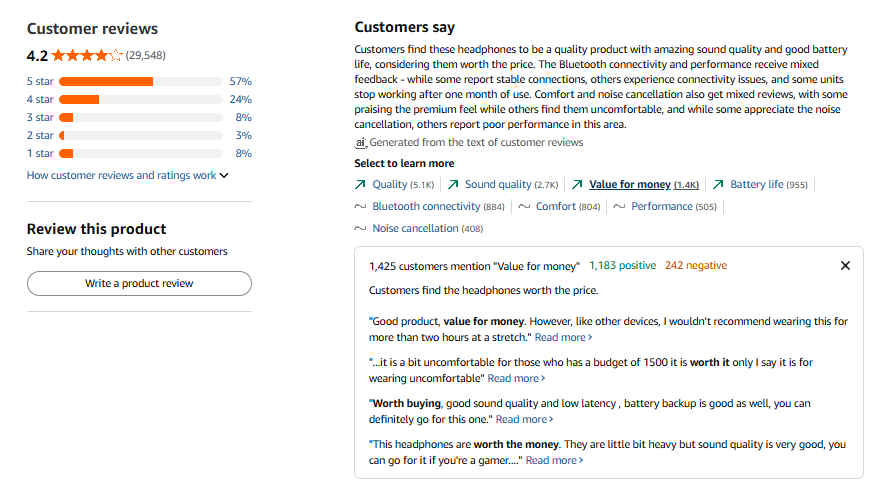 Customer reviews
4.2 (29,548)
5 star 57%
4 star 24%
3 star 8%
2 star 3%
1 star 8%
How customer reviews and ratings work
Review this product
Share your thoughts with other customers
Write a product review
Customers say
Customers find these headphones to be a quality product with amazing sound quality and good battery
life, considering them worth the price. The Bluetooth connectivity and performance receive mixed
feedback - while some report stable connections, others experience connectivity issues, and some units
stop working after one month of use. Comfort and noise cancellation also get mixed reviews, with some
praising the premium feel while others find them uncomfortable, and while some appreciate the noise
cancellation, others report poor performance in this area.
ai Generated from the text of customer reviews
Select to learn more
Quality (5.1K) | Sound quality (2.7K) | Value for money (1.4K) | Battery life (955) |
Bluetooth connectivity (884) | Comfort (804) | Performance (505) |
Noise cancellation (408)
1,425 customers mention "Value for money" 1,183 positive 242 negative
Customers find the headphones worth the price.
"Good product, value for money. However, like other devices, I wouldn't recommend wearing this for
more than two hours at a stretch." Read more
"...it is a bit uncomfortable for those who has a budget of 1500 it is worth it only I say it is for
wearing uncomfortable" Read more
"Worth buying, good sound quality and low latency , battery backup is good as well, you can
definitely go for this one." Read more
"This headphones are worth the money. They are little bit heavy but sound quality is very good, you
can go for it if you're a gamer...." Read more